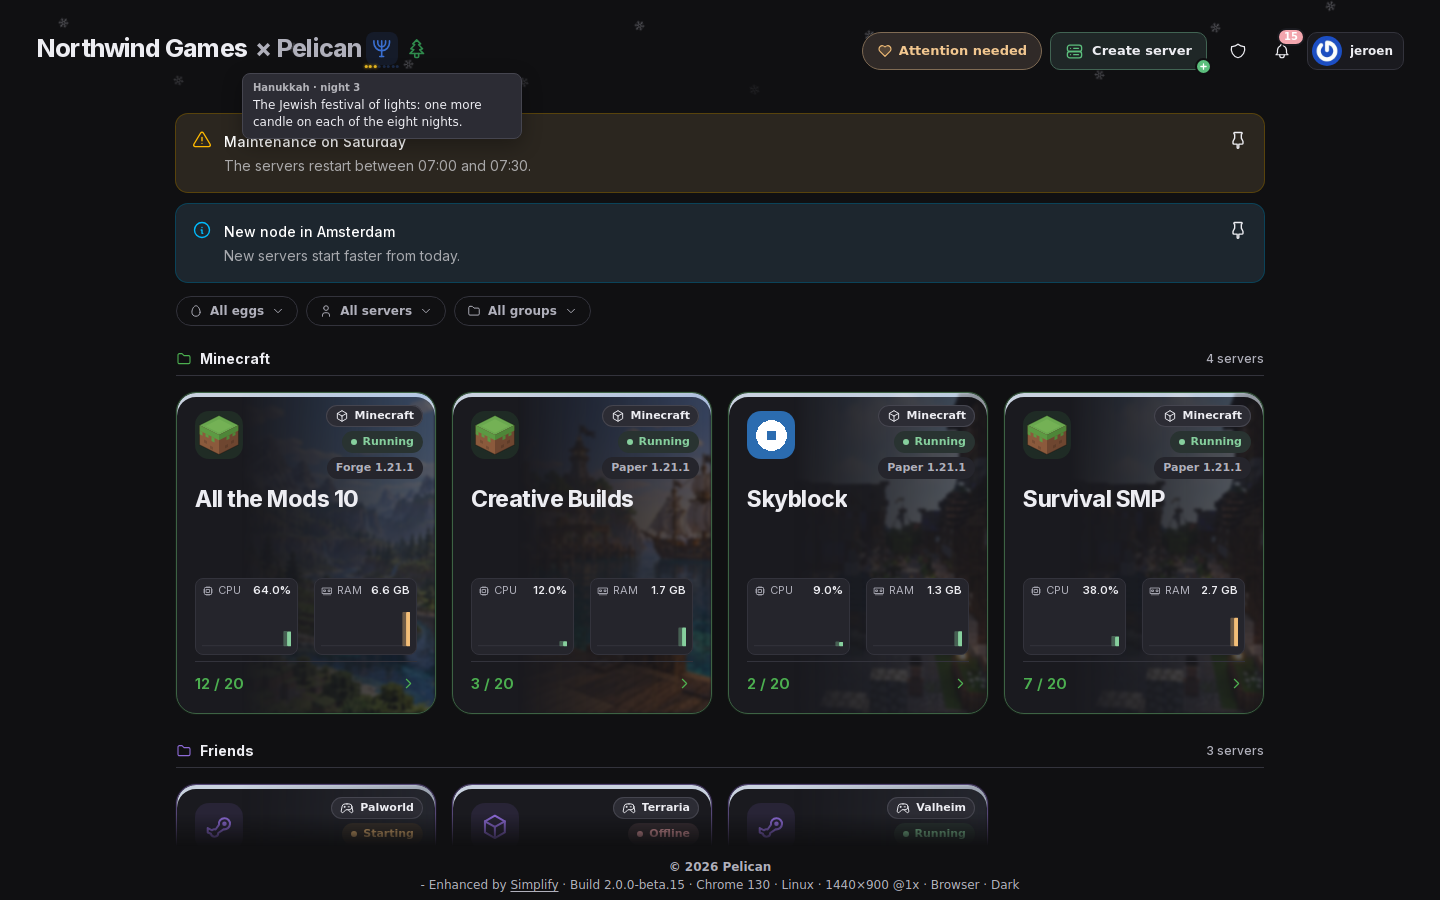 Northwind Games × Pelican
Attention needed
Create server
15
jeroen
Hanukkah · night 3
The Jewish festival of lights: one more
candle on each of the eight nights.
Maintenance on Saturday
The servers restart between 07:00 and 07:30.
New node in Amsterdam
New servers start faster from today.
All eggs
All servers
All groups
Minecraft
4 servers
Minecraft
Running
Forge 1.21.1
All the Mods 10
CPU 64.0%
RAM 6.6 GB
12 / 20
Minecraft
Running
Paper 1.21.1
Creative Builds
CPU 12.0%
RAM 1.7 GB
3 / 20
Minecraft
Running
Paper 1.21.1
Skyblock
CPU 9.0%
RAM 1.3 GB
2 / 20
Minecraft
Running
Paper 1.21.1
Survival SMP
CPU 38.0%
RAM 2.7 GB
7 / 20
Friends
3 servers
Palworld
Starting
Terraria
Offline
Valheim
Running
© 2026 Pelican
- Enhanced by Simplify · Build 2.0.0-beta.15 · Chrome 130 · Linux · 1440×900 @1x · Browser · Dark